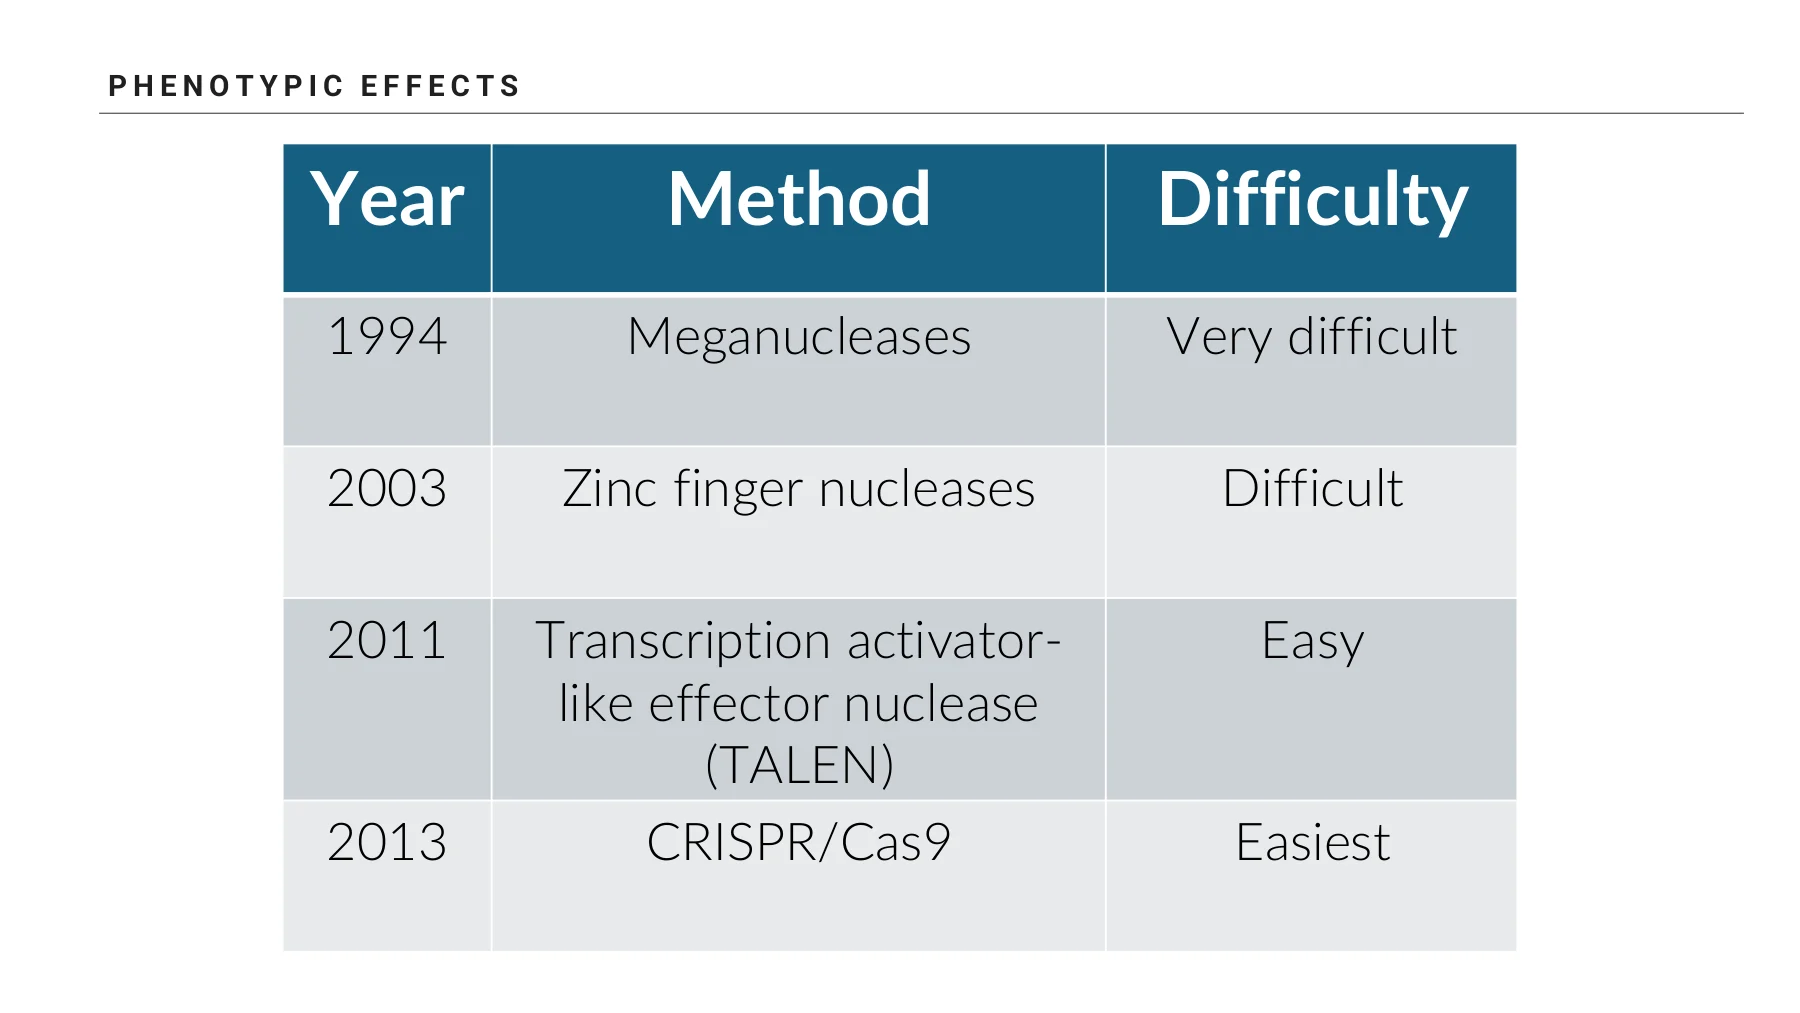 PHENOTYPIC EFFECTS
Year Method Difficulty
1994 Meganucleases Very difficult
2003 Zinc finger nucleases Difficult
2011 Transcription activator- Easy
like effector nuclease
(TALEN)
2013 CRISPR/Cas9 Easiest